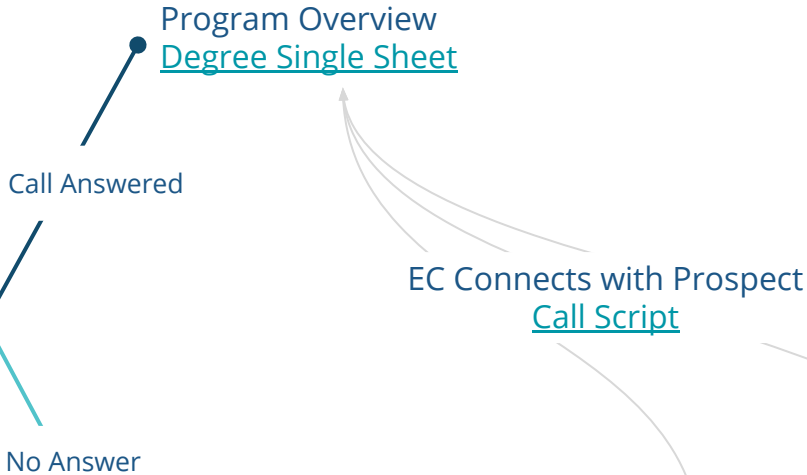 Program Overview
Degree Single Sheet
Call Answered
EC Connects with Prospect
Call Script
No Answer